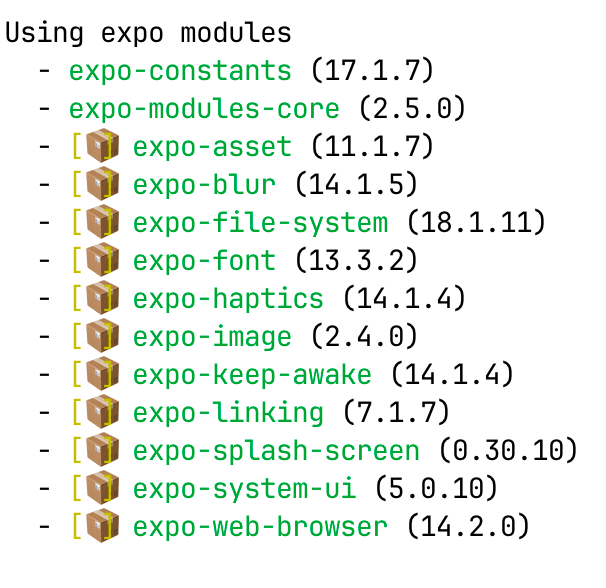 Using expo modules
- expo-constants (17.1.7)
- expo-modules-core (2.5.0)
- [📦] expo-asset (11.1.7)
- [📦] expo-blur (14.1.5)
- [📦] expo-file-system (18.1.11)
- [📦] expo-font (13.3.2)
- [📦] expo-haptics (14.1.4)
- [📦] expo-image (2.4.0)
- [📦] expo-keep-awake (14.1.4)
- [📦] expo-linking (7.1.7)
- [📦] expo-splash-screen (0.30.10)
- [📦] expo-system-ui (5.0.10)
- [📦] expo-web-browser (14.2.0)